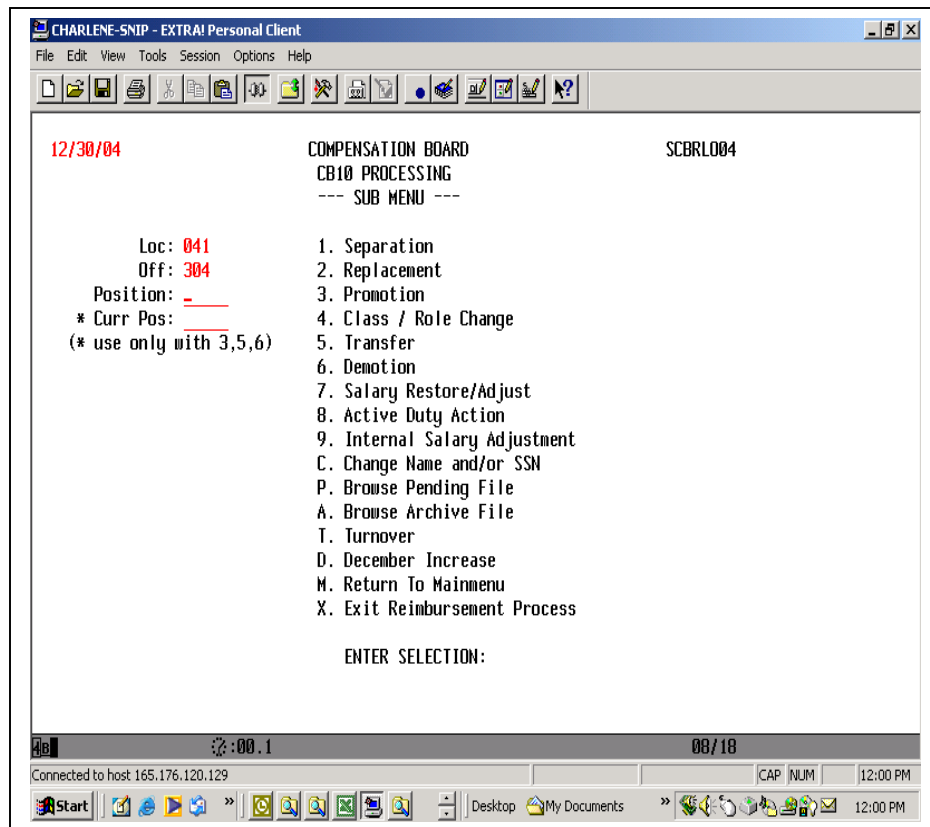 CHARLENE-SNIP - EXTRA! Personal Client
File Edit View Tools Session Options Help
12/30/04 COMPENSATION BOARD SCBRLO04
CB10 PROCESSING
--- SUB MENU ---
Loc: 041 1. Separation
Off: 304 2. Replacement
Position: _____ 3. Promotion
* Curr Pos: _____ 4. Class / Role Change
(* use only with 3,5,6) 5. Transfer
6. Demotion
7. Salary Restore/Adjust
8. Active Duty Action
9. Internal Salary Adjustment
C. Change Name and/or SSN
P. Browse Pending File
A. Browse Archive File
T. Turnover
D. December Increase
M. Return To Mainmenu
X. Exit Reimbursement Process
ENTER SELECTION:
4B :00.1 08/18
Connected to host 165.176.120.129 CAP NUM 12:00 PM
Start » Desktop My Documents » 12:00 PM